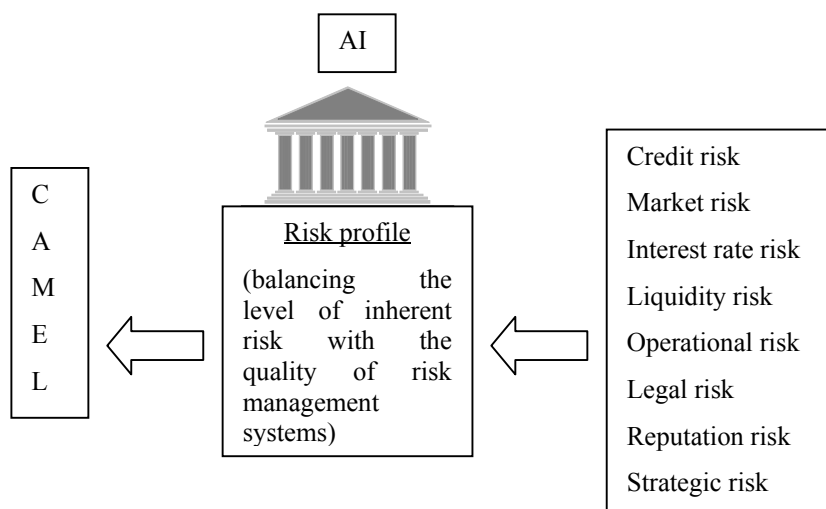 AI
C
A
M
E
L
Risk profile
(balancing the
level of inherent
risk with the
quality of risk
management
systems)
Credit risk
Market risk
Interest rate risk
Liquidity risk
Operational risk
Legal risk
Reputation risk
Strategic risk